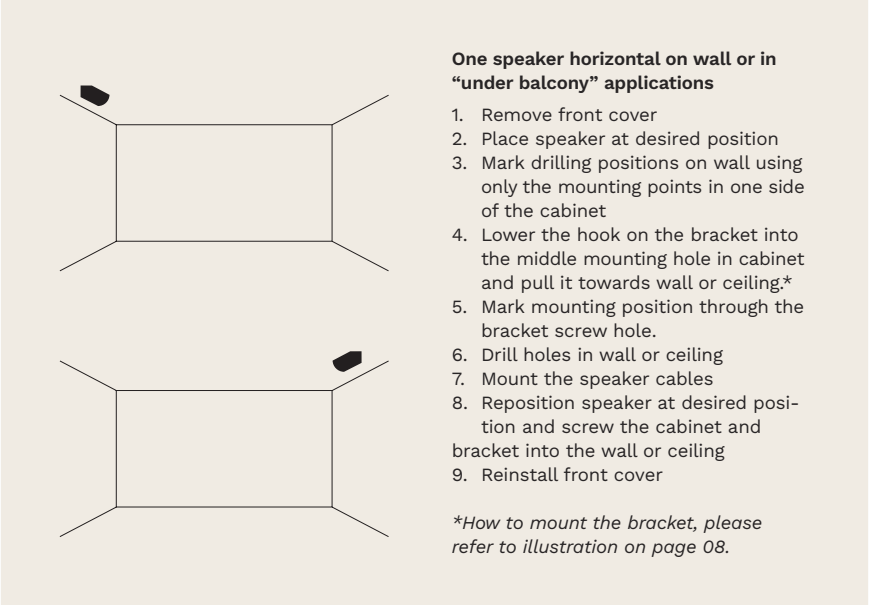 One speaker horizontal on wall or in
“under balcony” applications
1. Remove front cover
2. Place speaker at desired position
3. Mark drilling positions on wall using
only the mounting points in one side
of the cabinet
4. Lower the hook on the bracket into
the middle mounting hole in cabinet
and pull it towards wall or ceiling.*
5. Mark mounting position through the
bracket screw hole.
6. Drill holes in wall or ceiling
7. Mount the speaker cables
8. Reposition speaker at desired posi-
tion and screw the cabinet and
bracket into the wall or ceiling
9. Reinstall front cover
*How to mount the bracket, please
refer to illustration on page 08.